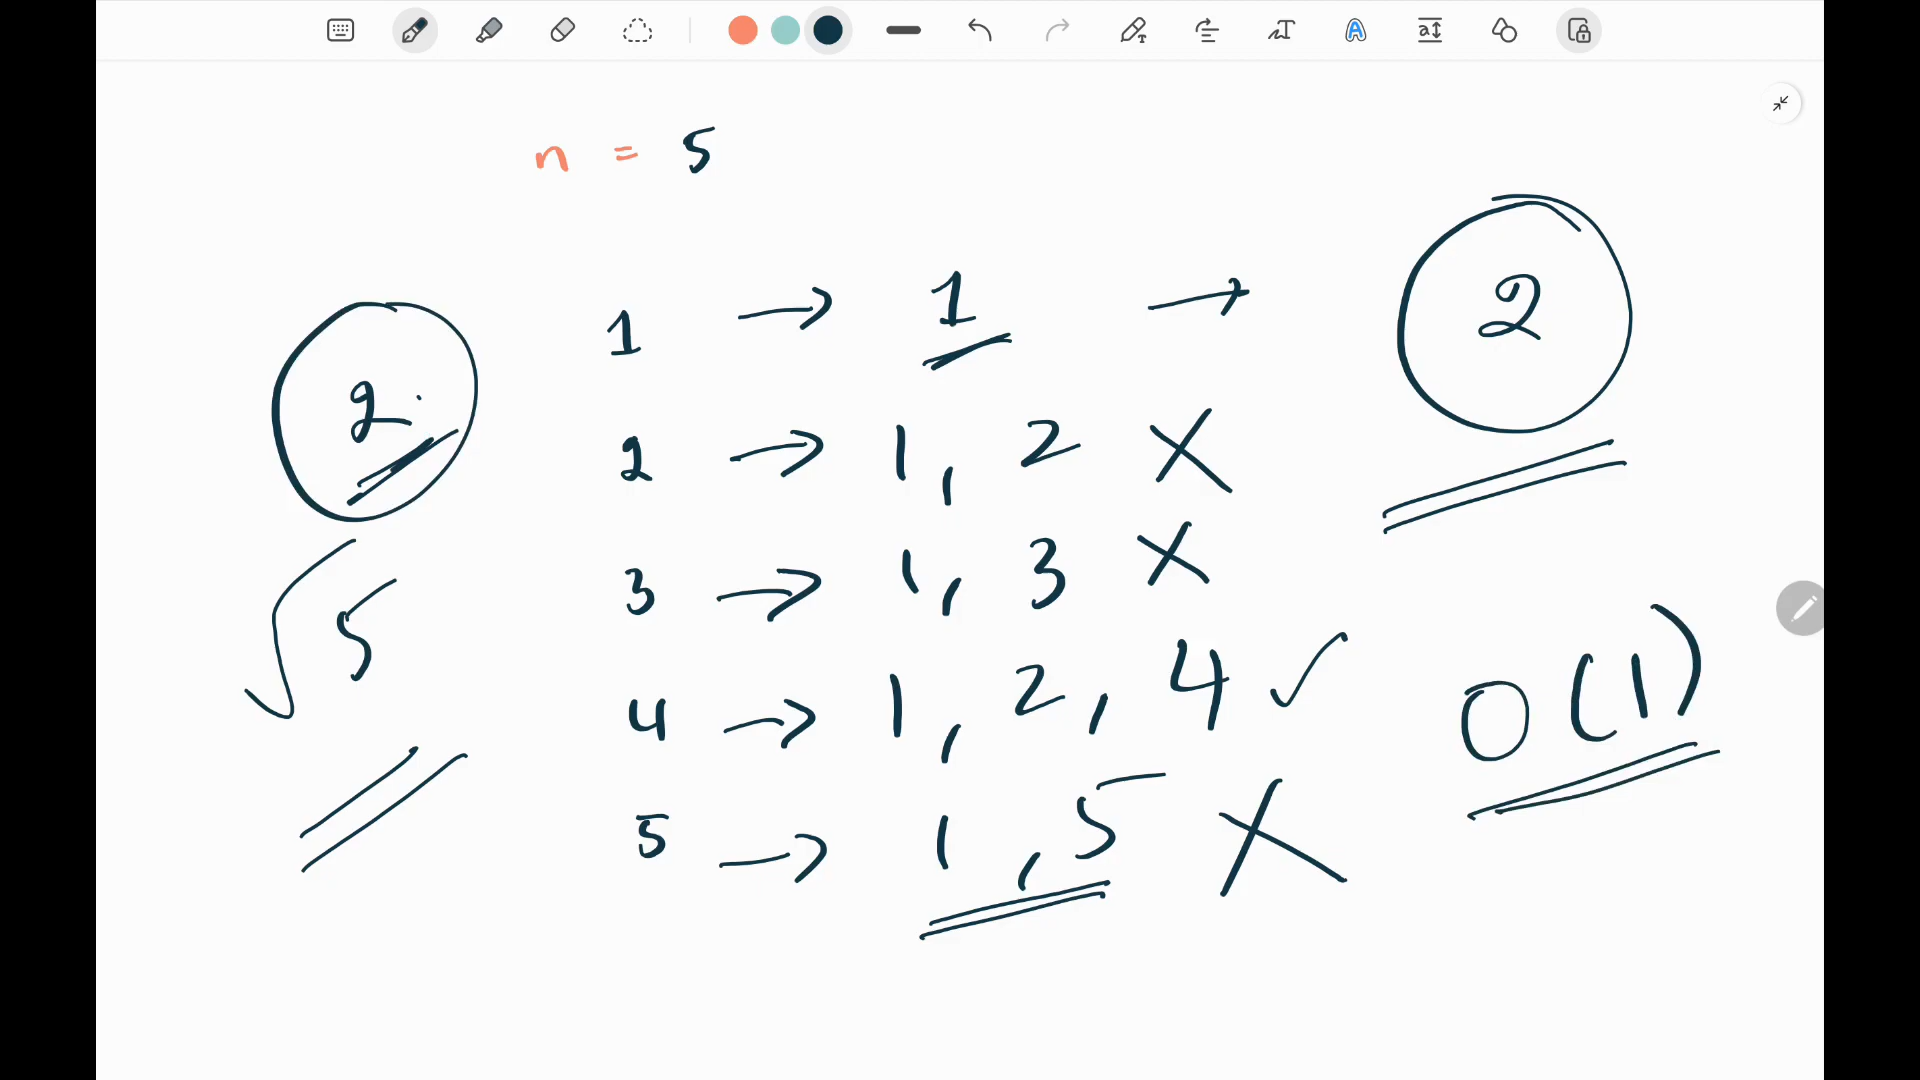 n = 5
1 → 1 → 2
2 → 1, 2 X
3 → 1, 3 X
4 → 1, 2, 4 ✓
5 → 1, 5 X
2
√5
O(1)